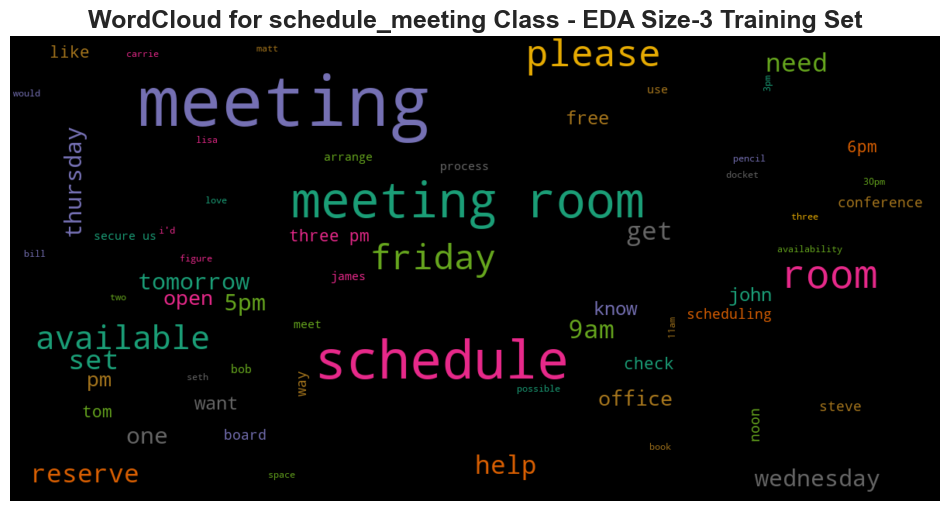 WordCloud for schedule_meeting Class - EDA Size-3 Training Set
like
carrie
matt
please
need
would
meeting
use
3pm
free
thursday
lisa
arrange
process
6pm
pencil
docket
30pm
love
meeting room
conference
three
secure us
i'd
three pm
get
bill
figure
friday
availability
tomorrow
james
room
two
open
5pm
know
john
scheduling
available
meet
9am
11am
set
schedule
check
pm
seth
bob
way
possible
tom
want
office
steve
one
board
noon
book
reserve
space
help
wednesday